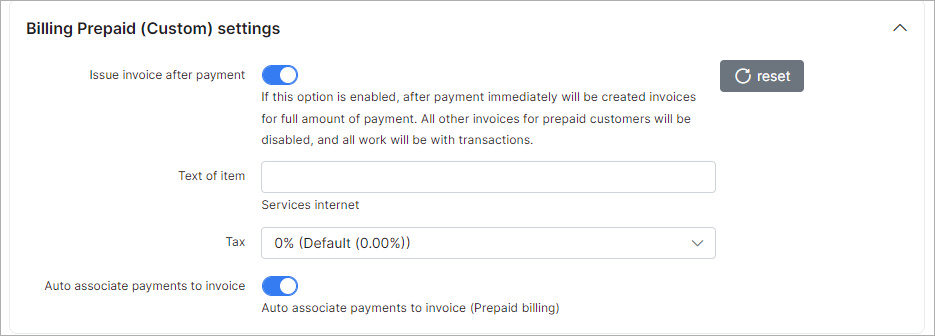 Billing Prepaid (Custom) settings
Issue invoice after payment
reset
If this option is enabled, after payment immediately will be created invoices
for full amount of payment. All other invoices for prepaid customers will be
disabled, and all work will be with transactions.
Text of item
Services internet
Tax
0% (Default (0.00%))
Auto associate payments to invoice
Auto associate payments to invoice (Prepaid billing)